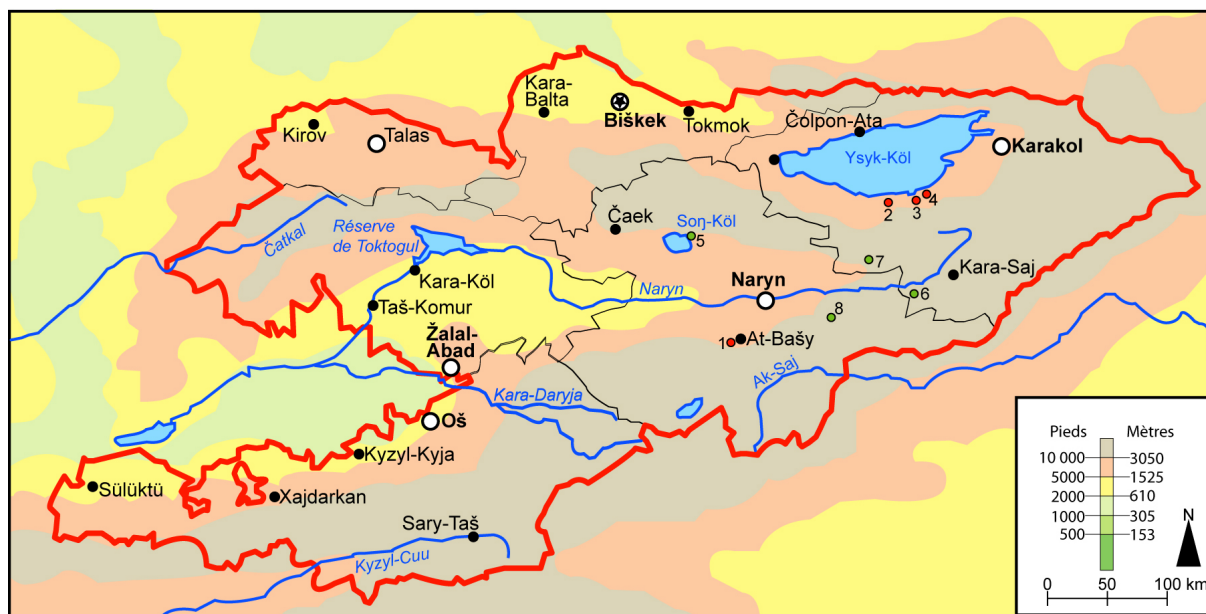 Kara-
Balta
Biškek
Tokmok
Kirov
Talas
Čolpon-Ata
Ysyk-Köl
Karakol
4
2
3
Čatkal
Réserve
de Toktogul
Čaek
Soŋ-Köl
5
7
Kara-Saj
6
Kara-Köl
Naryn
Naryn
Taš-Komur
8
1
At-Bašy
Žalal-
Abad
Ak-Saj
Kara-Daryja
Oš
Kyzyl-Kyja
Sülüktü
Xajdarkan
Sary-Taš
Kyzyl-Cuu
Pieds Mètres
10 000 3050
5000 1525
2000 610
1000 305
500 153
N
0 50 100 km